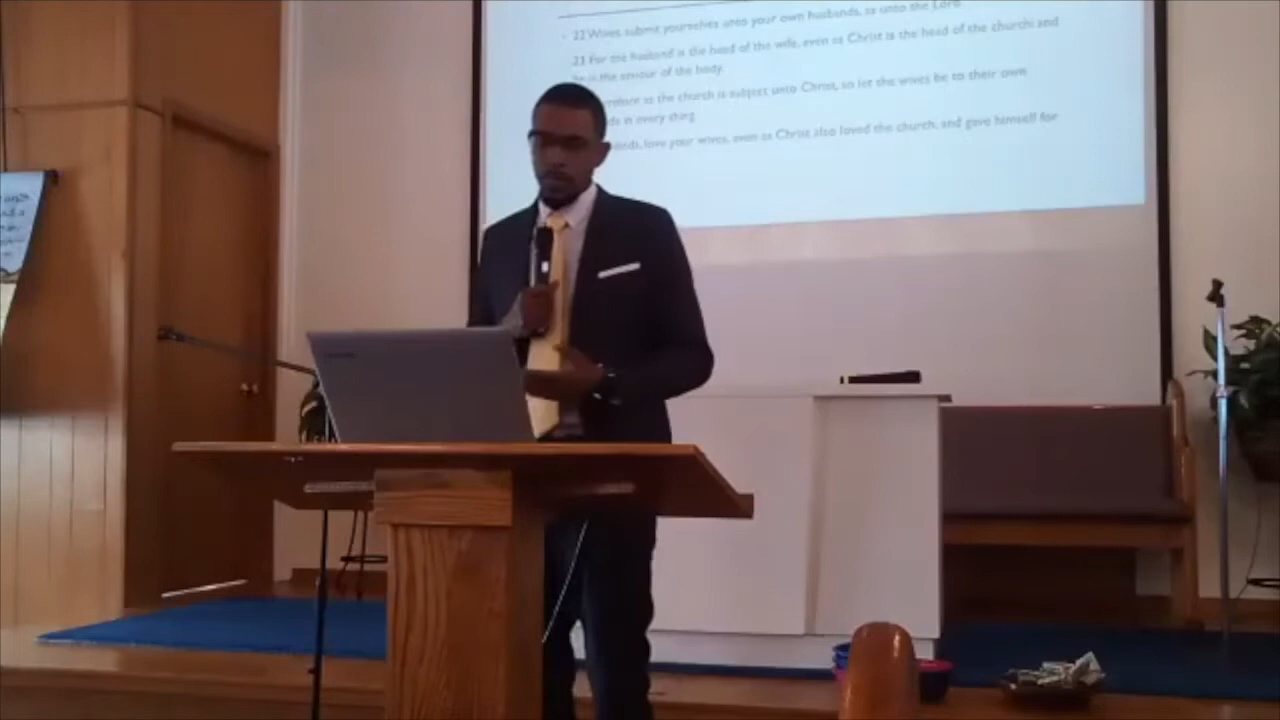 22 Wives, submit yourselves unto your own husbands, as unto the Lord.
23 For the husband is the head of the wife, even as Christ is the head of the church: and
he is the saviour of the body.
as the church is subject unto Christ, so let the wives be to their own
in every thing
love your wives, even as Christ also loved the church, and gave himself for